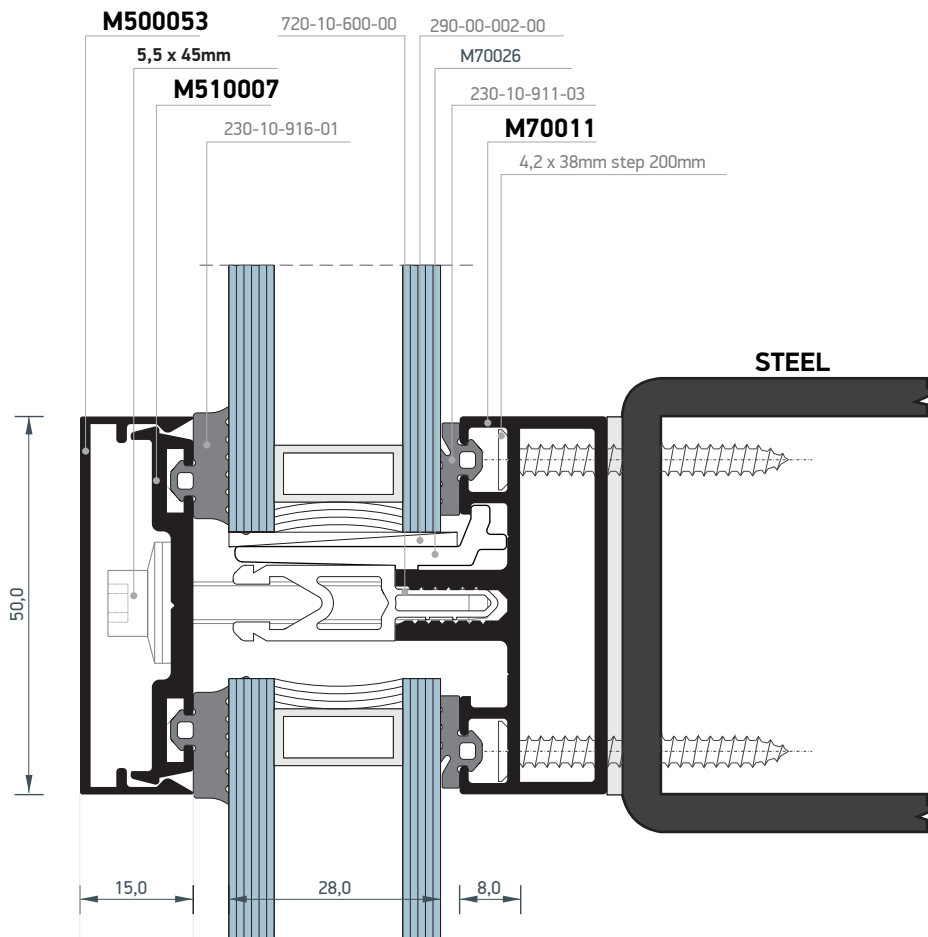 M500053
720-10-600-00
290-00-002-00
5,5 x 45mm
M70026
M510007
230-10-911-03
230-10-916-01
M70011
4,2 x 38mm step 200mm
STEEL
50,0
15,0
28,0
8,0